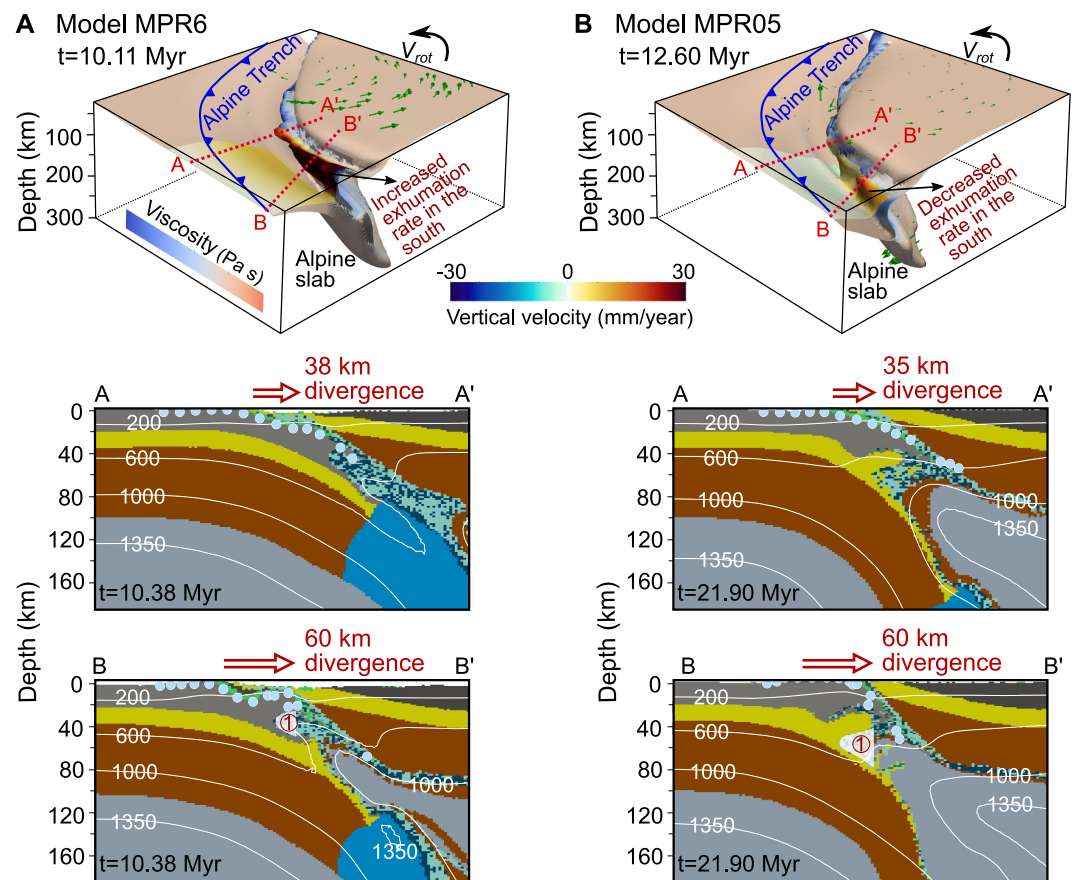 A Model MPR6
t=10.11 Myr
V_rot
Alpine Trench
A'
B'
A
B
Depth (km)
100
200
300
Viscosity (Pa s)
Alpine
slab
Increased
exhumation
rate in the
south
B Model MPR05
t=12.60 Myr
V_rot
Alpine Trench
A'
B'
A
B
Depth (km)
100
200
300
Alpine
slab
Decreased
exhumation
rate in the
south
-30 0 30
Vertical velocity (mm/year)
38 km
divergence
A A'
Depth (km)
0
40
80
120
160
200
600
1000
1350
t=10.38 Myr
35 km
divergence
A A'
Depth (km)
0
40
80
120
160
200
600
1000
1350
1000
1350
t=21.90 Myr
60 km
divergence
B B'
Depth (km)
0
40
80
120
160
200
600
1000
1350
1
1000
1350
t=10.38 Myr
60 km
divergence
B B'
Depth (km)
0
40
80
120
160
200
600
1000
1350
1
1000
1350
t=21.90 Myr